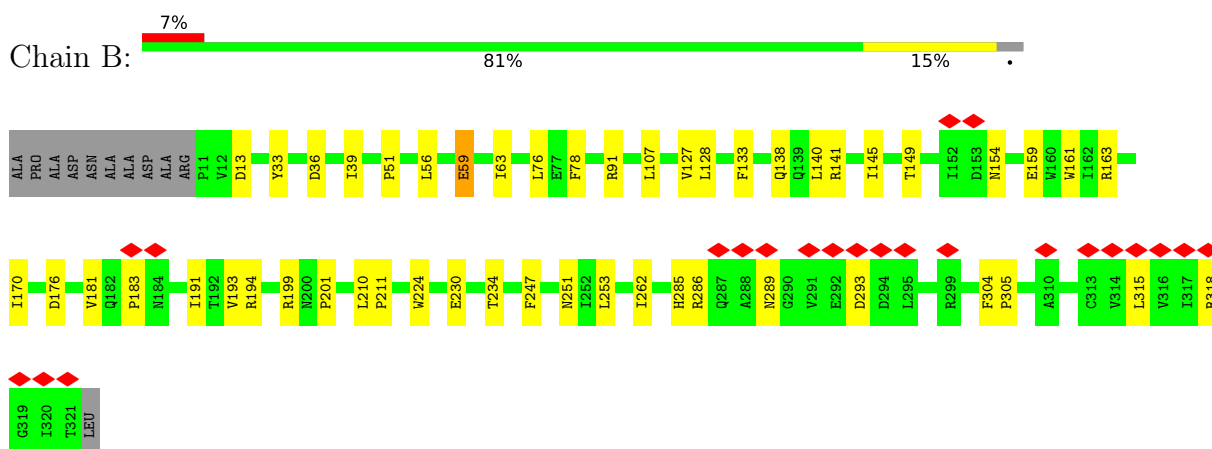 7%
Chain B:
81% 15% •
ALA PRO ALA ASP ASN ALA ALA ASP ALA ARG P11 V12 D13 Y33 D36 I39 P51 L56 E59 I63 L76 E77 F78 R91 L107 V127 L128 F133 Q138 Q139 L140 R141 I145 T149 I152 D153 N154 E159 W160 W161 I162 R163
I170 D176 V181 Q182 P183 N184 I191 T192 V193 R194 R199 N200 P201 L210 P211 W224 E230 T234 F247 N251 I252 L253 I262 H285 R286 Q287 A288 N289 G290 V291 E292 D293 D294 L295 R299 F304 P305 A310 C313 V314 L315 V316 I317 R318
G319 I320 T321 LEU